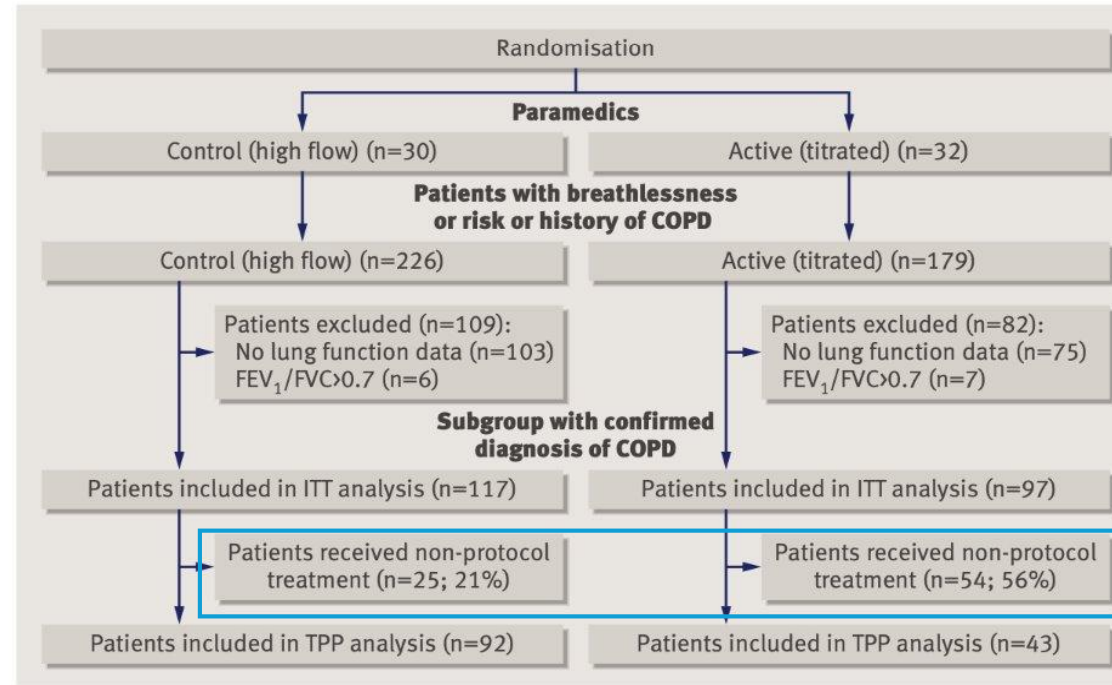 Randomisation
Paramedics
Control (high flow) (n=30)
Active (titrated) (n=32)
Patients with breathlessness
or risk or history of COPD
Control (high flow) (n=226)
Active (titrated) (n=179)
Patients excluded (n=109):
No lung function data (n=103)
FEV₁/FVC>0.7 (n=6)
Patients excluded (n=82):
No lung function data (n=75)
FEV₁/FVC>0.7 (n=7)
Subgroup with confirmed
diagnosis of COPD
Patients included in ITT analysis (n=117)
Patients included in ITT analysis (n=97)
Patients received non-protocol
treatment (n=25; 21%)
Patients received non-protocol
treatment (n=54; 56%)
Patients included in TPP analysis (n=92)
Patients included in TPP analysis (n=43)